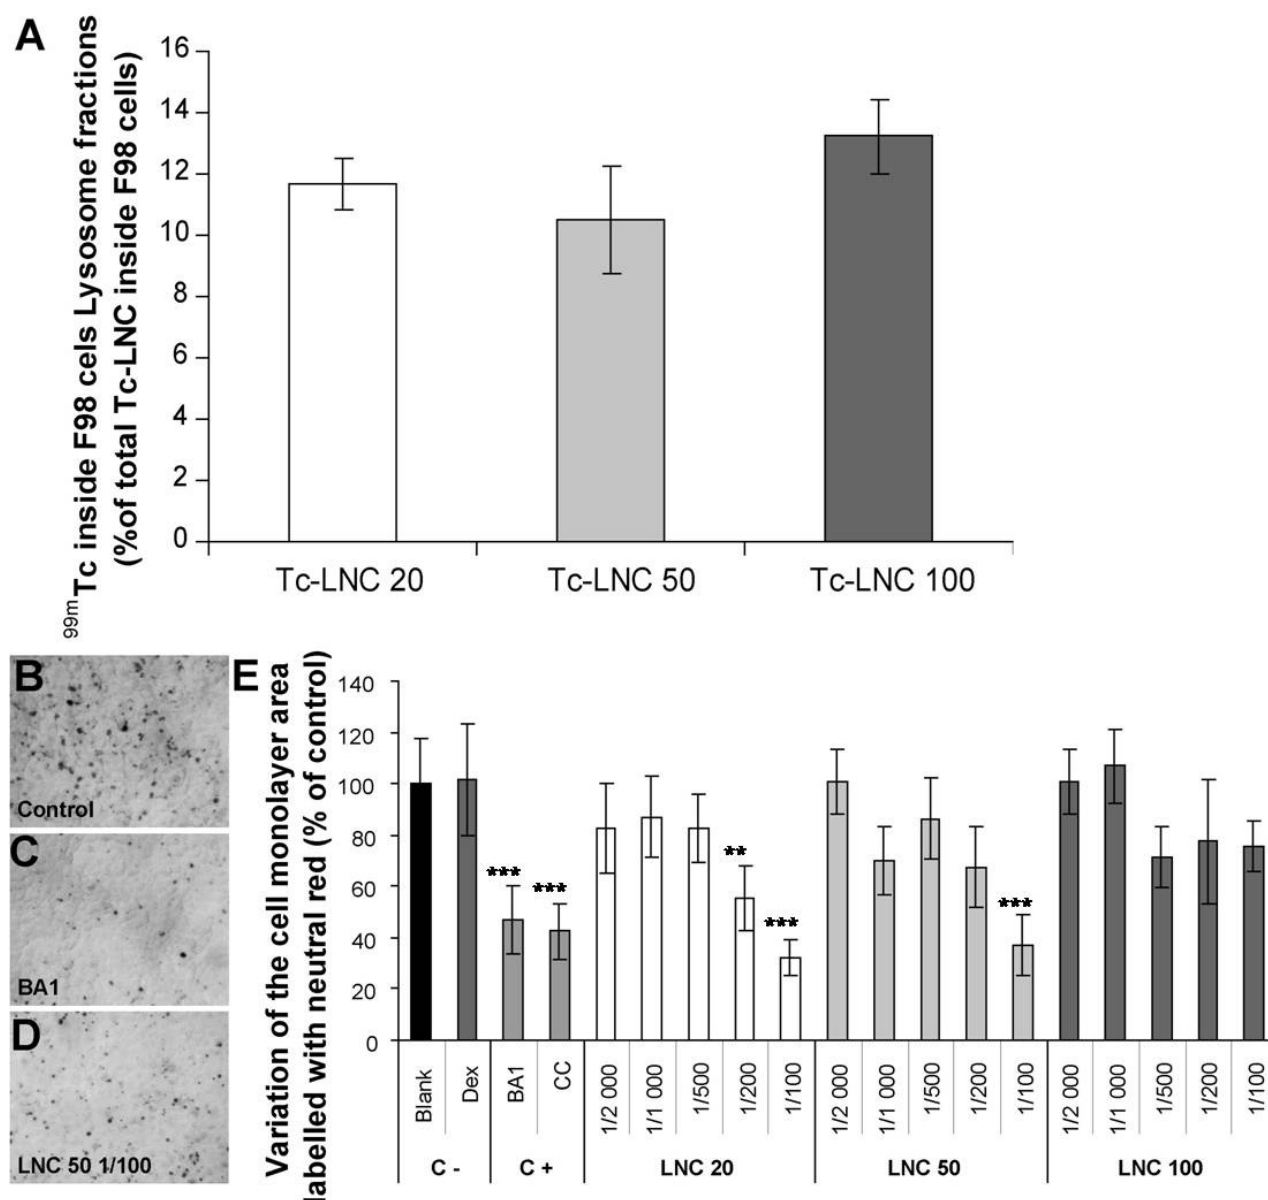 A
99mTc inside F98 cels Lysosome fractions
(%of total Tc-LNC inside F98 cells)
16
14
12
10
8
6
4
2
0
Tc-LNC 20
Tc-LNC 50
Tc-LNC 100
B
Control
C
BA1
D
LNC 50 1/100
E
Variation of the cell monolayer area
labelled with neutral red (% of control)
140
120
100
80
60
40
20
0
***
***
**
***
***
Blank
Dex
BA1
CC
1/2 000
1/1 000
1/500
1/200
1/100
1/2 000
1/1 000
1/500
1/200
1/100
1/2 000
1/1 000
1/500
1/200
1/100
C -
C +
LNC 20
LNC 50
LNC 100